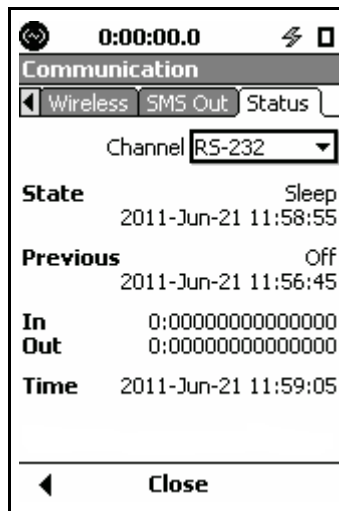 0:00:00.0
Communication
Wireless SMS Out Status
Channel RS-232
State Sleep
2011-Jun-21 11:58:55
Previous Off
2011-Jun-21 11:56:45
In 0:00000000000000
Out 0:00000000000000
Time 2011-Jun-21 11:59:05
Close